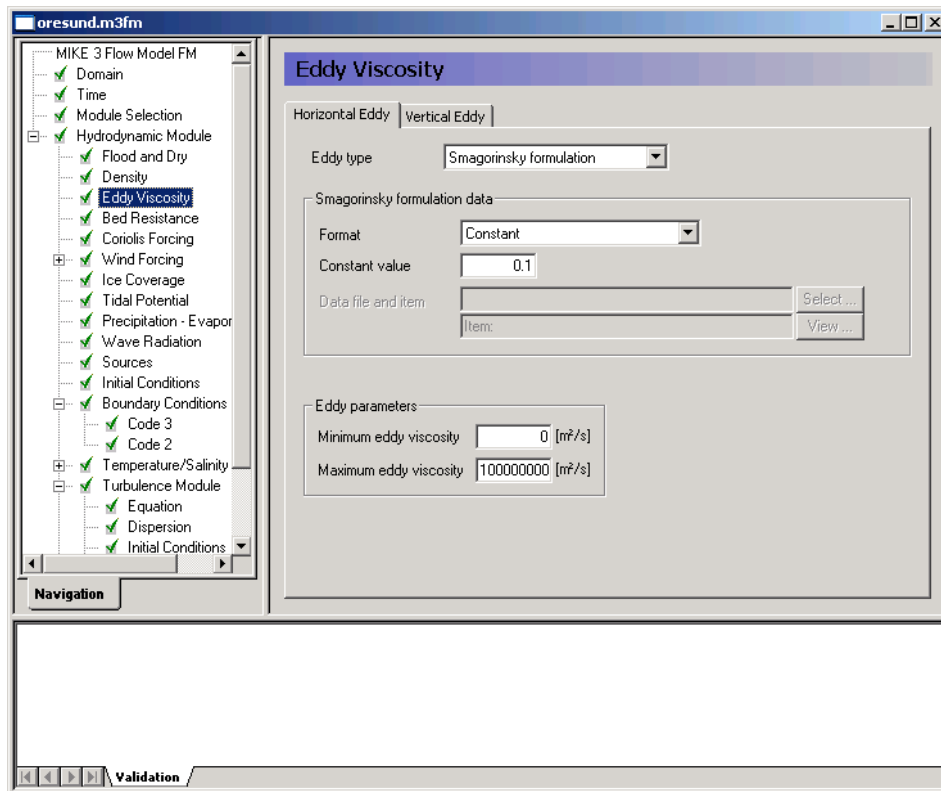 oresund.m3fm
MIKE 3 Flow Model FM
Domain
Time
Module Selection
Hydrodynamic Module
Flood and Dry
Density
Eddy Viscosity
Bed Resistance
Coriolis Forcing
Wind Forcing
Ice Coverage
Tidal Potential
Precipitation - Evapor
Wave Radiation
Sources
Initial Conditions
Boundary Conditions
Code 3
Code 2
Temperature/Salinity
Turbulence Module
Equation
Dispersion
Initial Conditions
Navigation
Eddy Viscosity
Horizontal Eddy Vertical Eddy
Eddy type Smagorinsky formulation
Smagorinsky formulation data
Format Constant
Constant value 0.1
Data file and item Select ...
Item: View ...
Eddy parameters
Minimum eddy viscosity 0 [m²/s]
Maximum eddy viscosity 100000000 [m²/s]
Validation